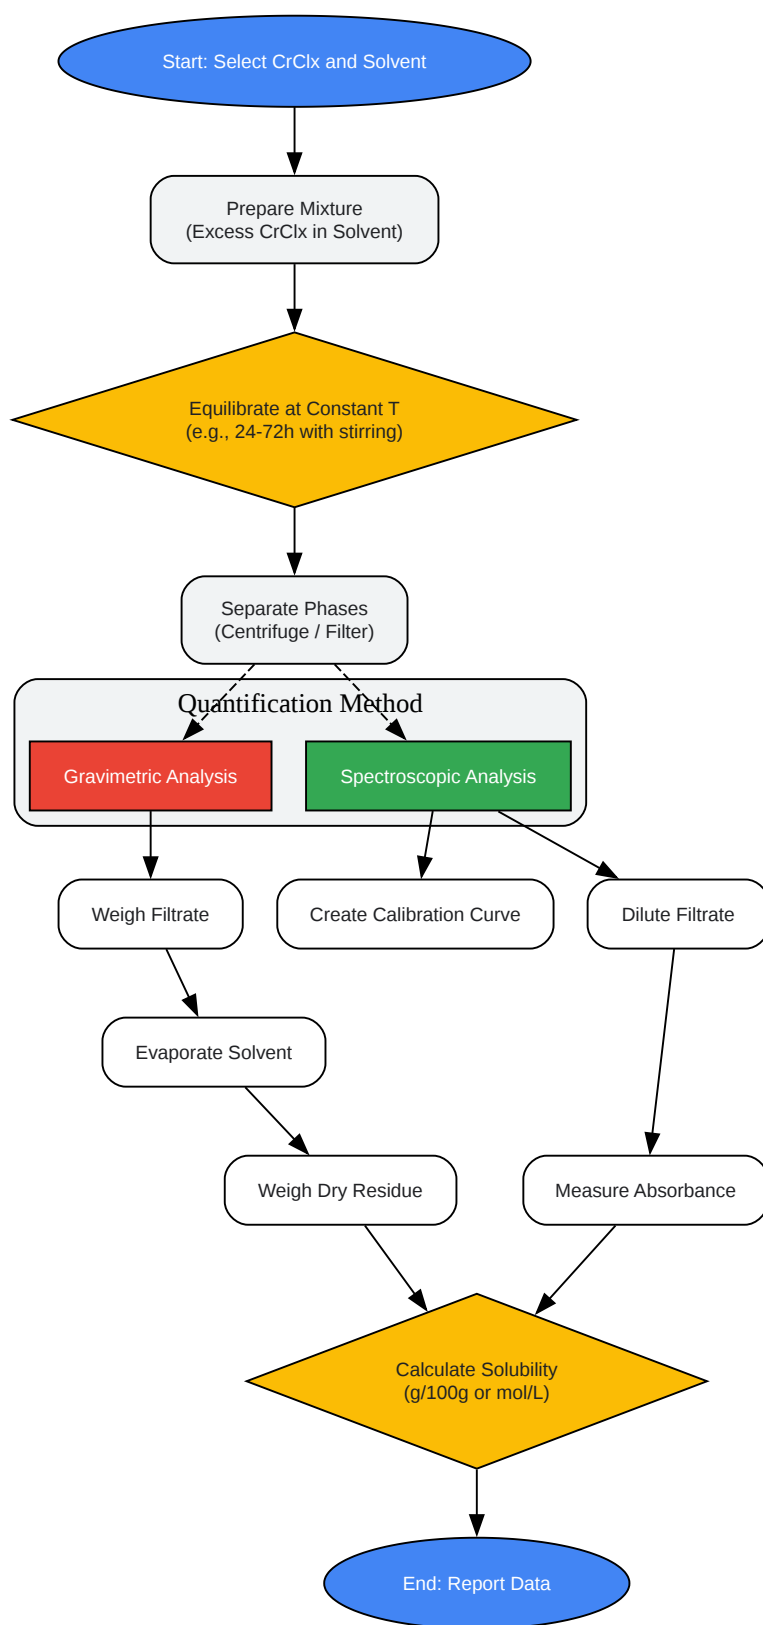 Start: Select CrClx and Solvent
Prepare Mixture
(Excess CrClx in Solvent)
Equilibrate at Constant T
(e.g., 24-72h with stirring)
Separate Phases
(Centrifuge / Filter)
Quantification Method
Gravimetric Analysis
Spectroscopic Analysis
Weigh Filtrate
Create Calibration Curve
Dilute Filtrate
Evaporate Solvent
Weigh Dry Residue
Measure Absorbance
Calculate Solubility
(g/100g or mol/L)
End: Report Data